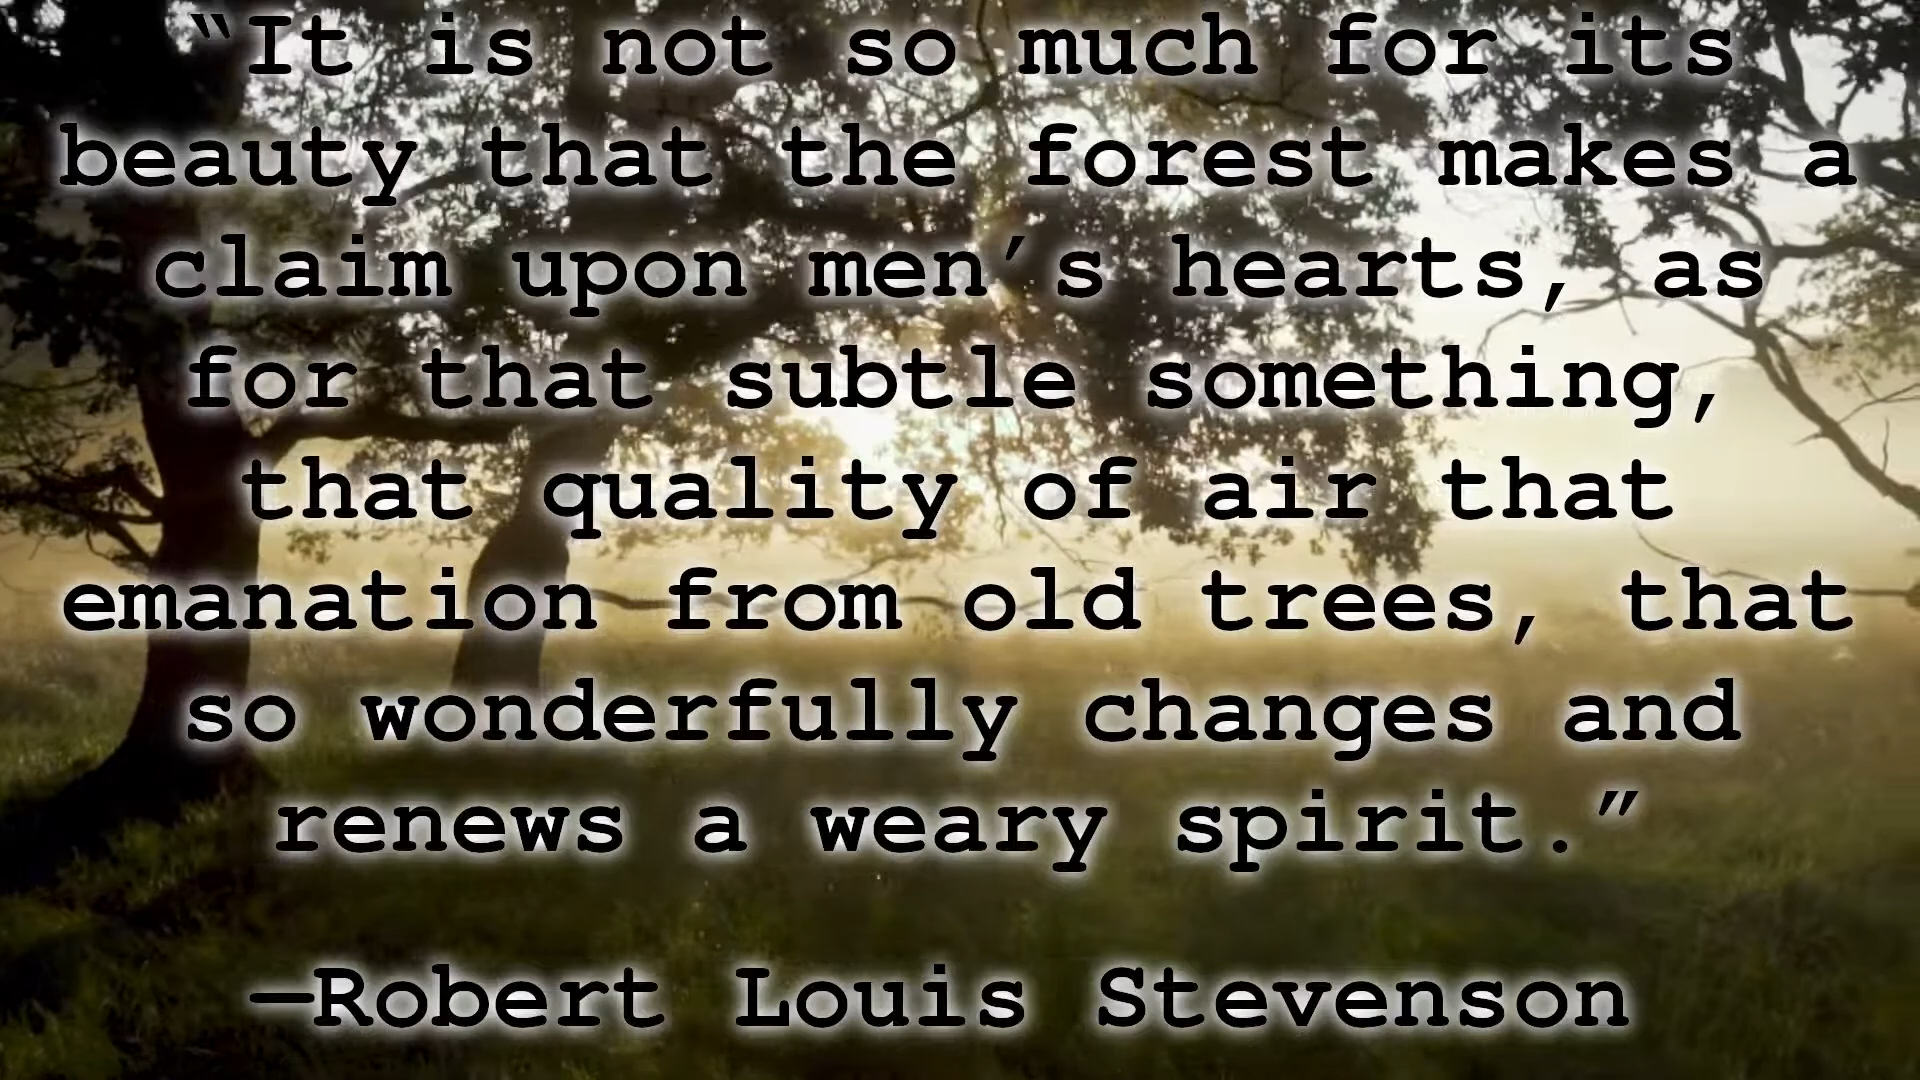 “It is not so much for its
beauty that the forest makes a
claim upon men’s hearts, as
for that subtle something,
that quality of air that
emanation from old trees, that
so wonderfully changes and
renews a weary spirit.”
—Robert Louis Stevenson